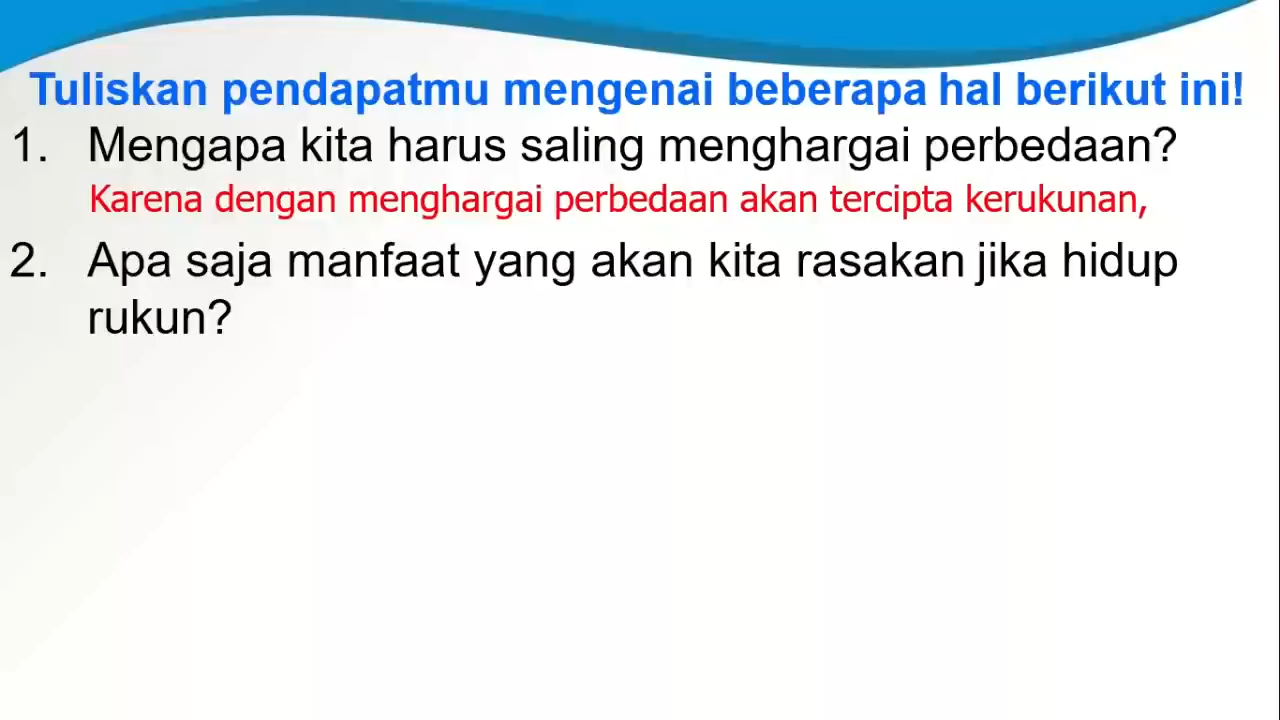 Tuliskan pendapatmu mengenai beberapa hal berikut ini!
1. Mengapa kita harus saling menghargai perbedaan?
Karena dengan menghargai perbedaan akan tercipta kerukunan,
2. Apa saja manfaat yang akan kita rasakan jika hidup
rukun?